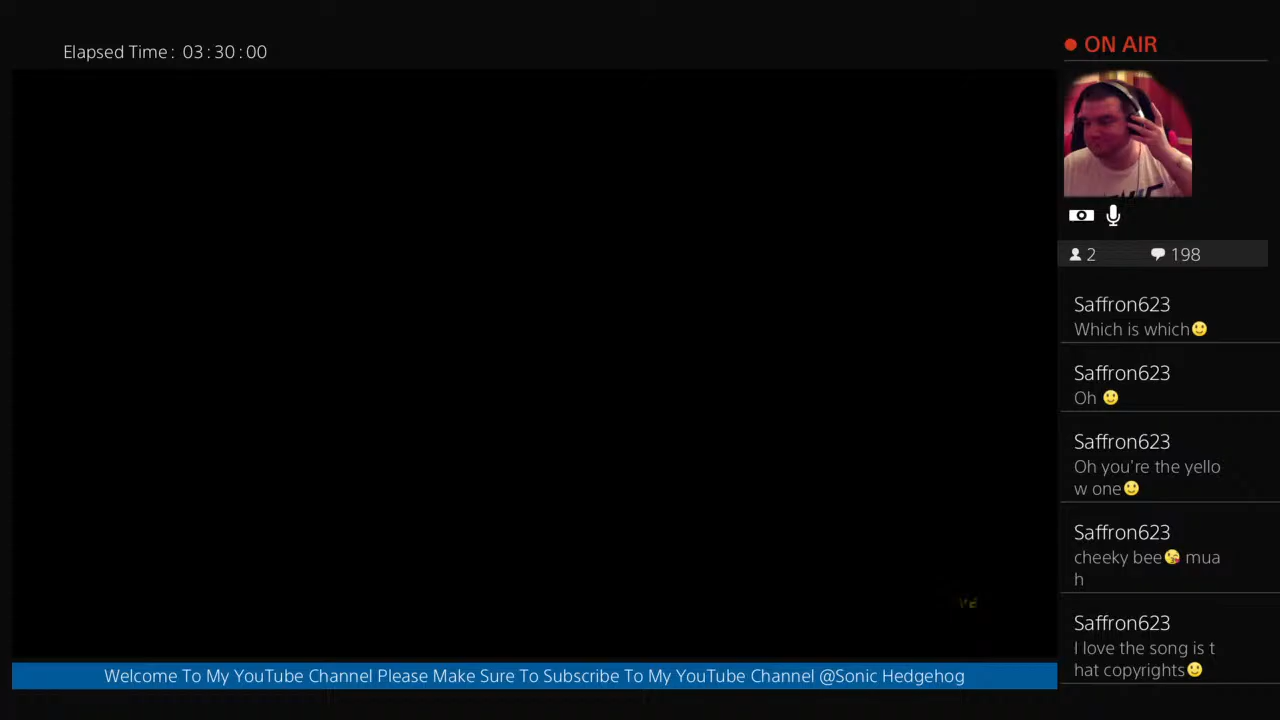 Elapsed Time: 03:30:00
ON AIR
2 198
Saffron623
Which is which🙂
Saffron623
Oh 🙂
Saffron623
Oh you're the yello
w one🙂
Saffron623
cheeky bee😘 mua
h
Saffron623
I love the song is t
hat copyrights🙂
Welcome To My YouTube Channel Please Make Sure To Subscribe To My YouTube Channel @Sonic Hedgehog